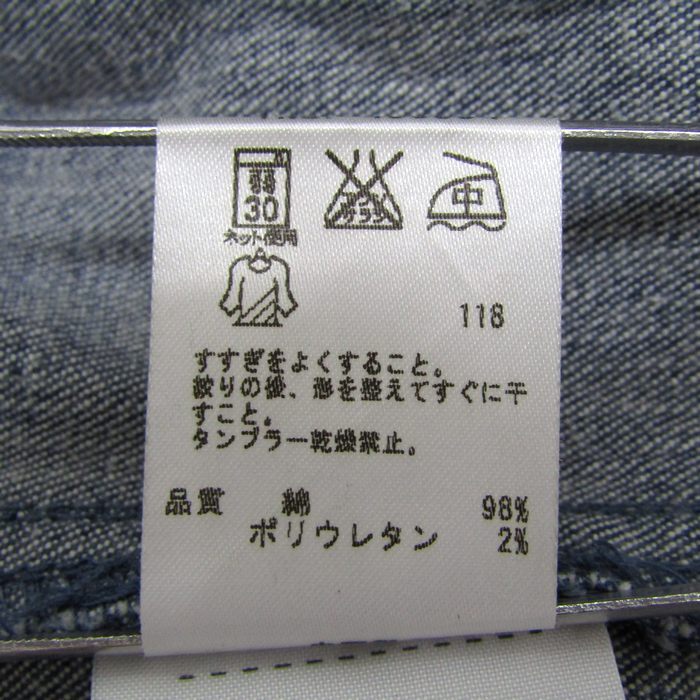 弱 30 エンソサラシ 中
ネット使用
118
すすぎをよくすること。
絞りの後、形を整えてすぐに干
すこと。
タンブラー乾燥禁止。
品質 綿 98%
ポリウレタン 2%